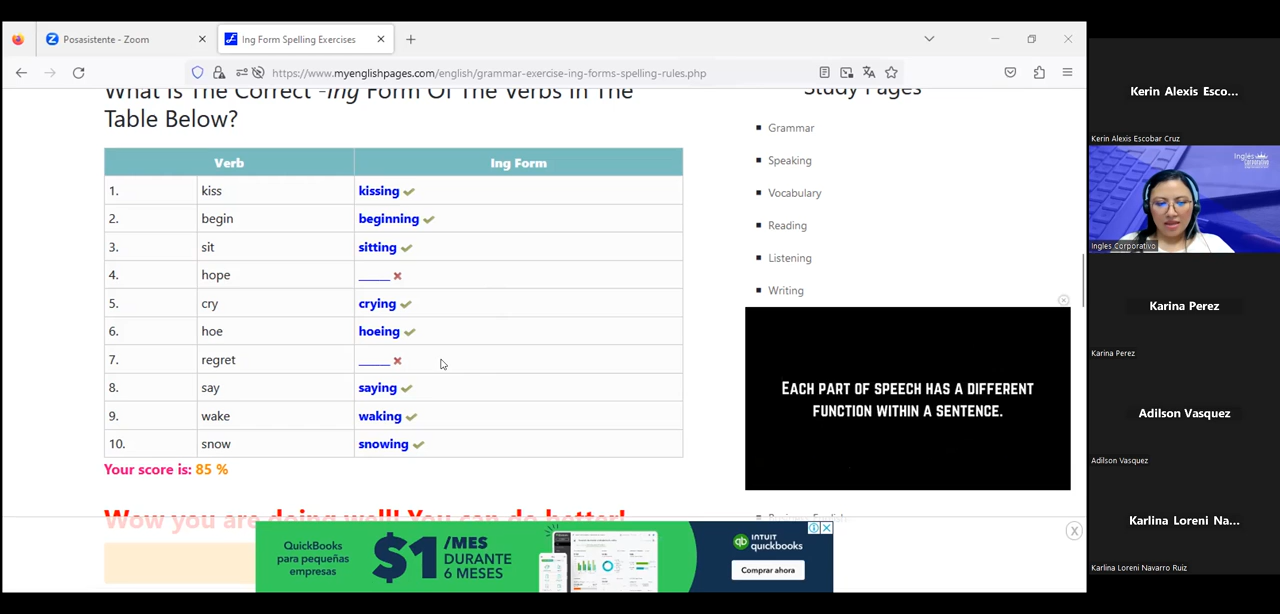 Posasistente - Zoom
Ing Form Spelling Exercises
https://www.myenglishpages.com/english/grammar-exercise-ing-forms-spelling-rules.php
What Is The Correct -ing Form Of The Verbs In The
Table Below?
Verb Ing Form
1. kiss kissing
2. begin beginning
3. sit sitting
4. hope _____
5. cry crying
6. hoe hoeing
7. regret _____
8. say saying
9. wake waking
10. snow snowing
Your score is: 85 %
Wow you are doing well! You can do better!
Study Pages
Grammar
Speaking
Vocabulary
Reading
Listening
Writing
Each part of speech has a different
function within a sentence.
Business English
QuickBooks
para pequeñas
empresas
$1/MES
DURANTE
6 MESES
INTUIT
quickbooks
Comprar ahora
X
Kerin Alexis Esco...
Kerin Alexis Escobar Cruz
Inglés
Corporativo
Ingles Corporativo
Karina Perez
Karina Perez
Adilson Vasquez
Adilson Vasquez
Karlina Loreni Na...
Karlina Loreni Navarro Ruiz